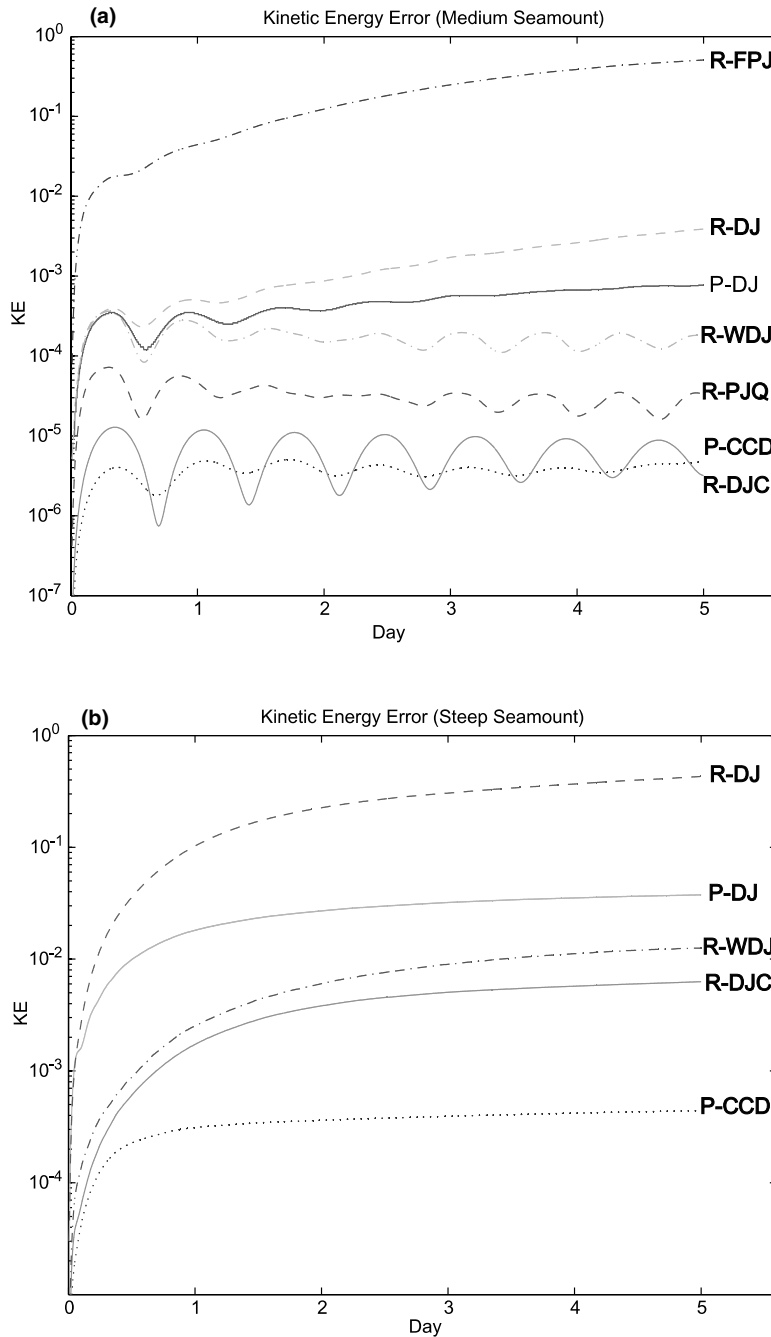 (a)
Kinetic Energy Error (Medium Seamount)
10^0
10^-1
10^-2
10^-3
10^-4
10^-5
10^-6
10^-7
KE
R-FPJ
R-DJ
P-DJ
R-WDJ
R-PJQ
P-CCD
R-DJC
0 1 2 3 4 5
Day
(b)
Kinetic Energy Error (Steep Seamount)
10^0
10^-1
10^-2
10^-3
10^-4
KE
R-DJ
P-DJ
R-WDJ
R-DJC
P-CCD
0 1 2 3 4 5
Day